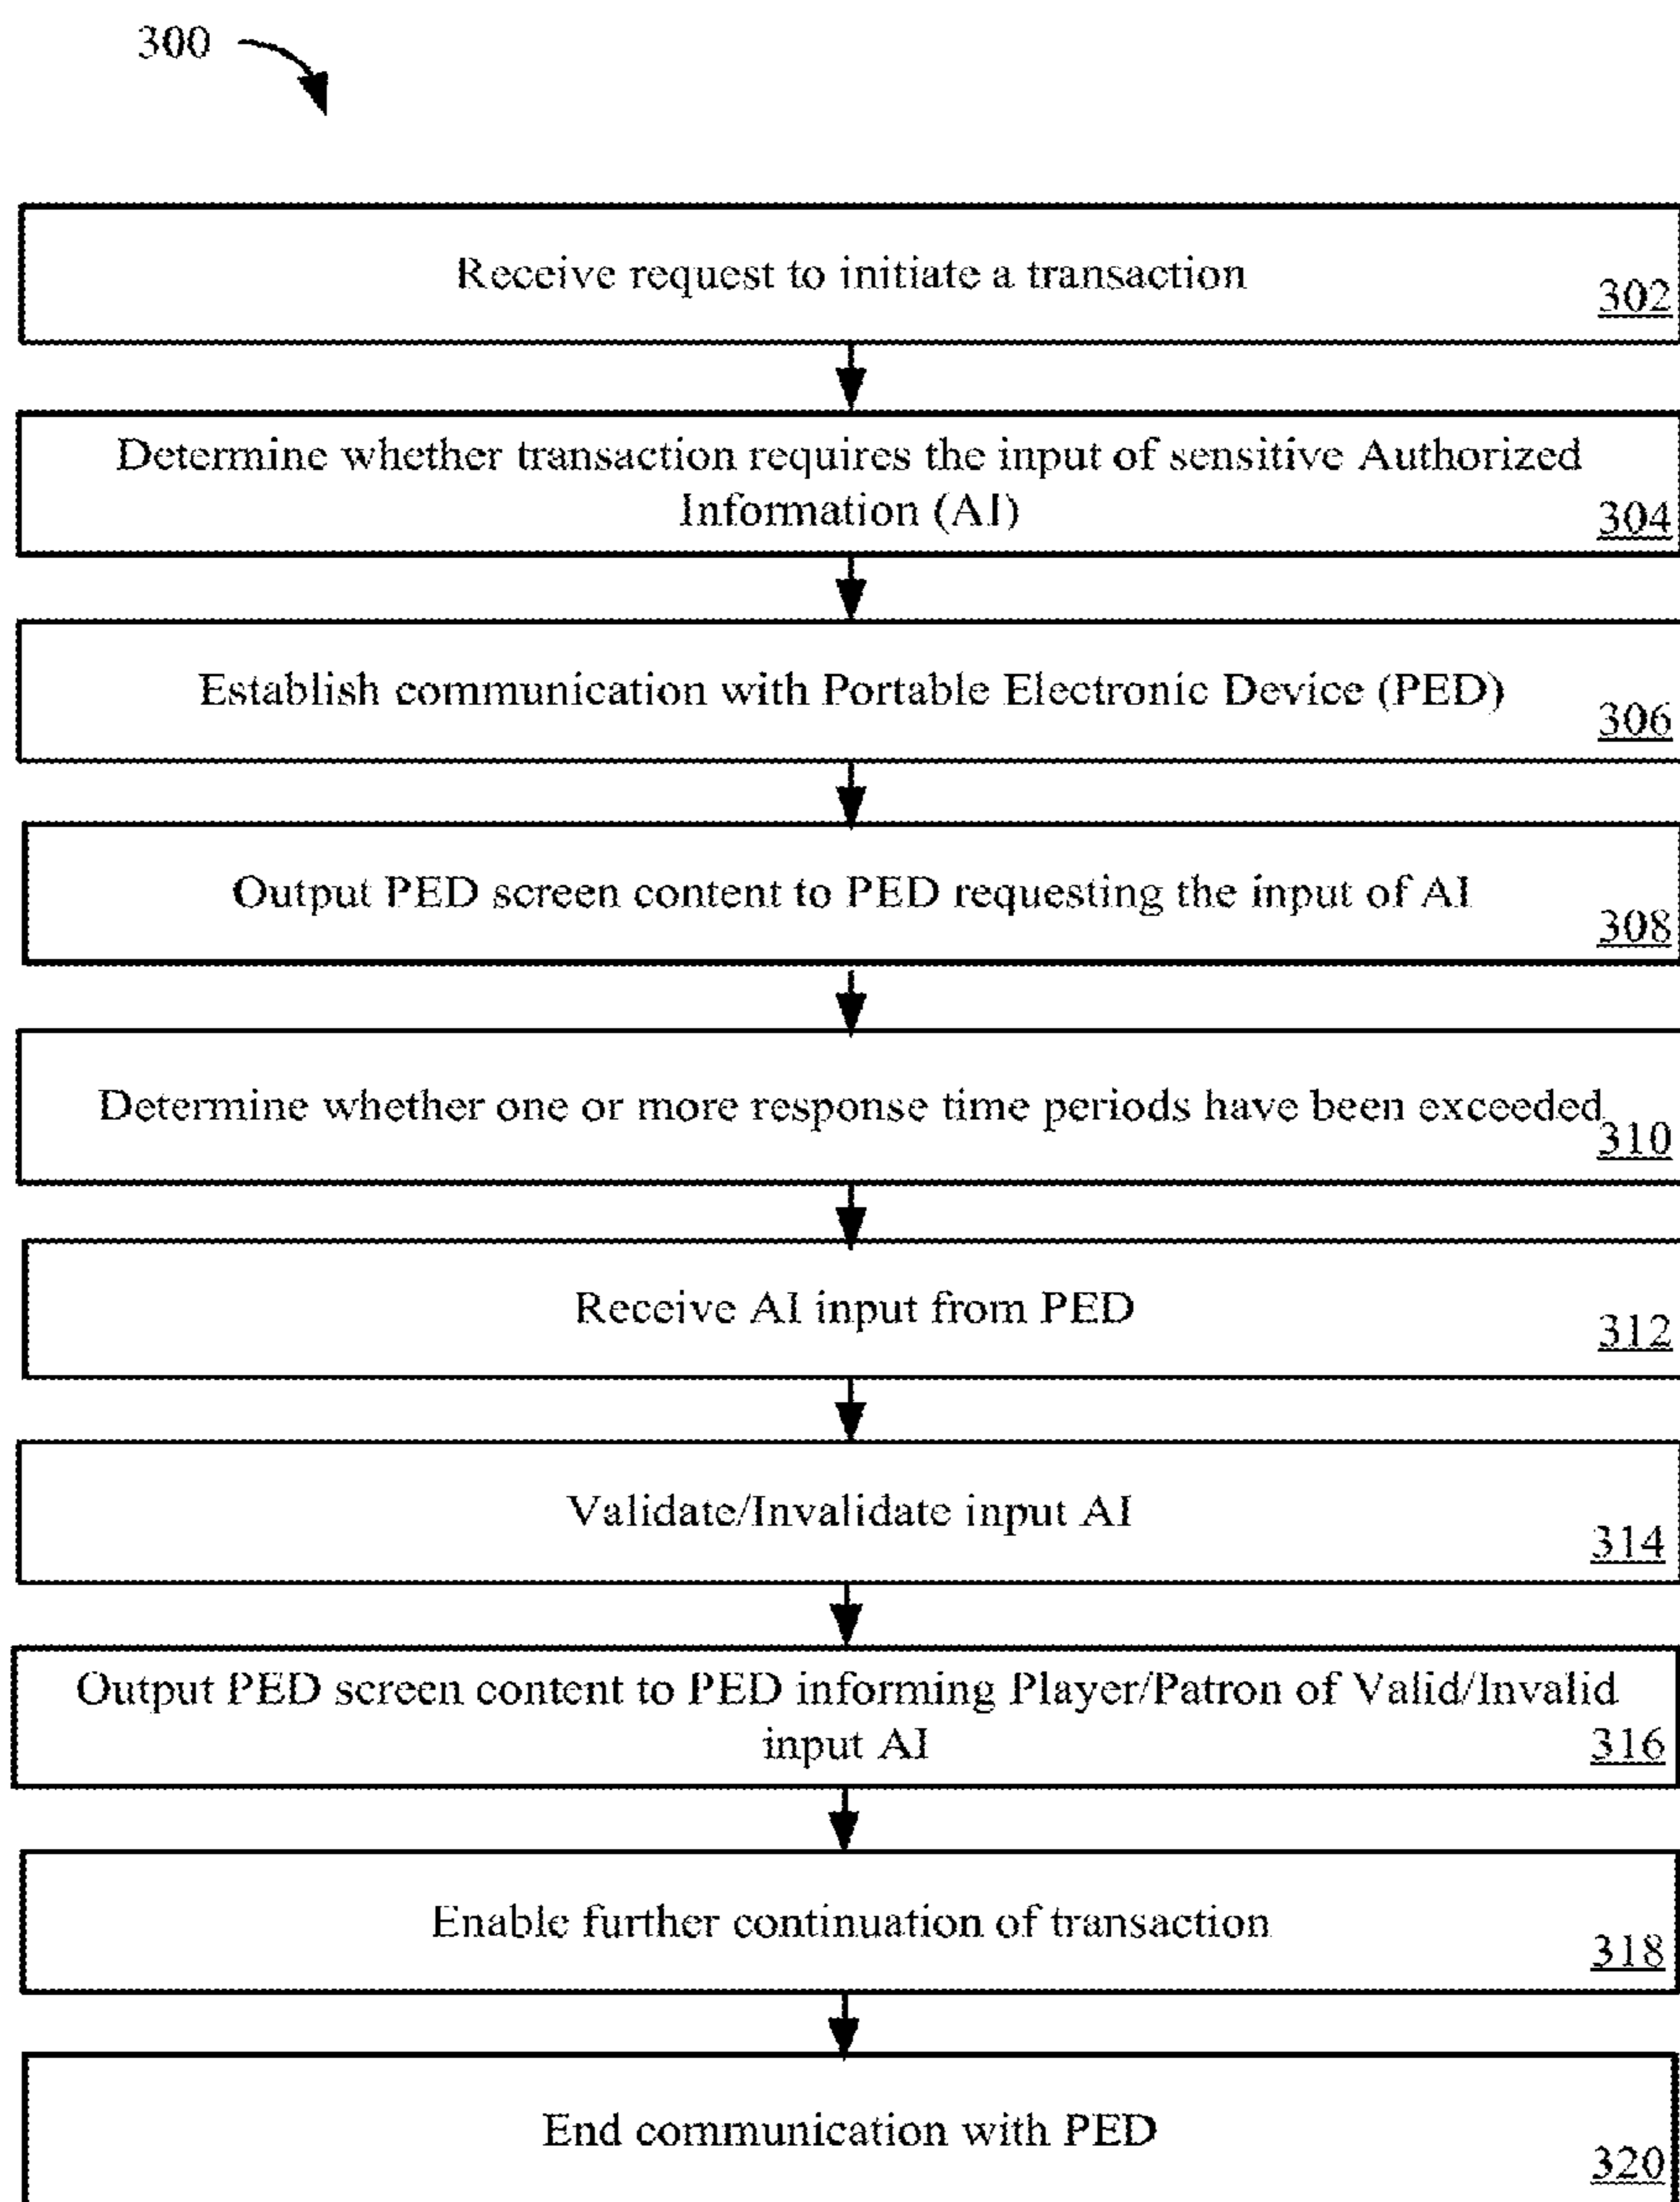 300
Receive request to initiate a transaction
302
Determine whether transaction requires the input of sensitive Authorized
Information (AI)
304
Establish communication with Portable Electronic Device (PED)
306
Output PED screen content to PED requesting the input of AI
308
Determine whether one or more response time periods have been exceeded
310
Receive AI input from PED
312
Validate/Invalidate input AI
314
Output PED screen content to PED informing Player/Patron of Valid/Invalid
input AI
316
Enable further continuation of transaction
318
End communication with PED
320